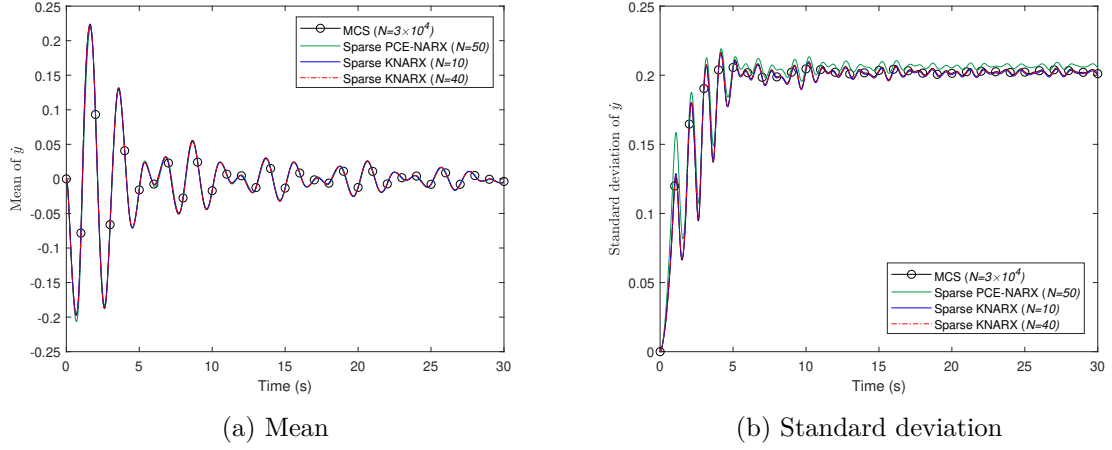 0.25
0.2
0.15
0.1
0.05
0
-0.05
-0.1
-0.15
-0.2
-0.25
Mean of ẏ
MCS (N=3×10⁴)
Sparse PCE-NARX (N=50)
Sparse KNARX (N=10)
Sparse KNARX (N=40)
0 5 10 15 20 25 30
Time (s)
(a) Mean
0.25
0.2
0.15
0.1
0.05
0
Standard deviation of ẏ
MCS (N=3×10⁴)
Sparse PCE-NARX (N=50)
Sparse KNARX (N=10)
Sparse KNARX (N=40)
0 5 10 15 20 25 30
Time (s)
(b) Standard deviation